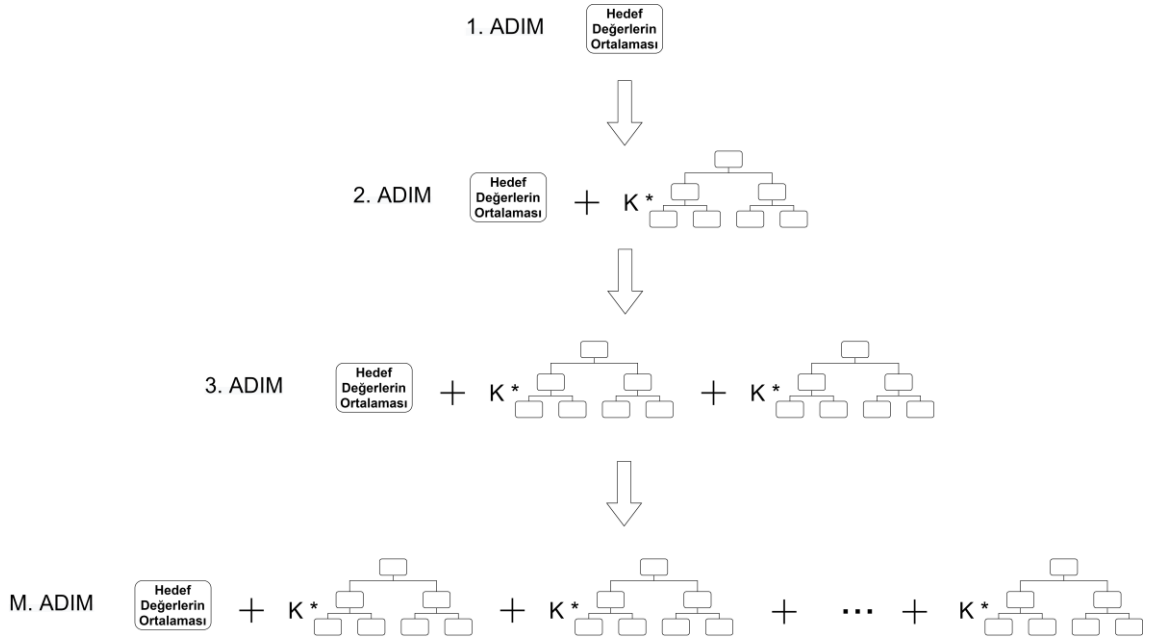 1. ADIM
Hedef
Değerlerin
Ortalaması
2. ADIM
Hedef
Değerlerin
Ortalaması
+ K *
3. ADIM
Hedef
Değerlerin
Ortalaması
+ K * + K *
M. ADIM
Hedef
Değerlerin
Ortalaması
+ K * + K * + ... + K *